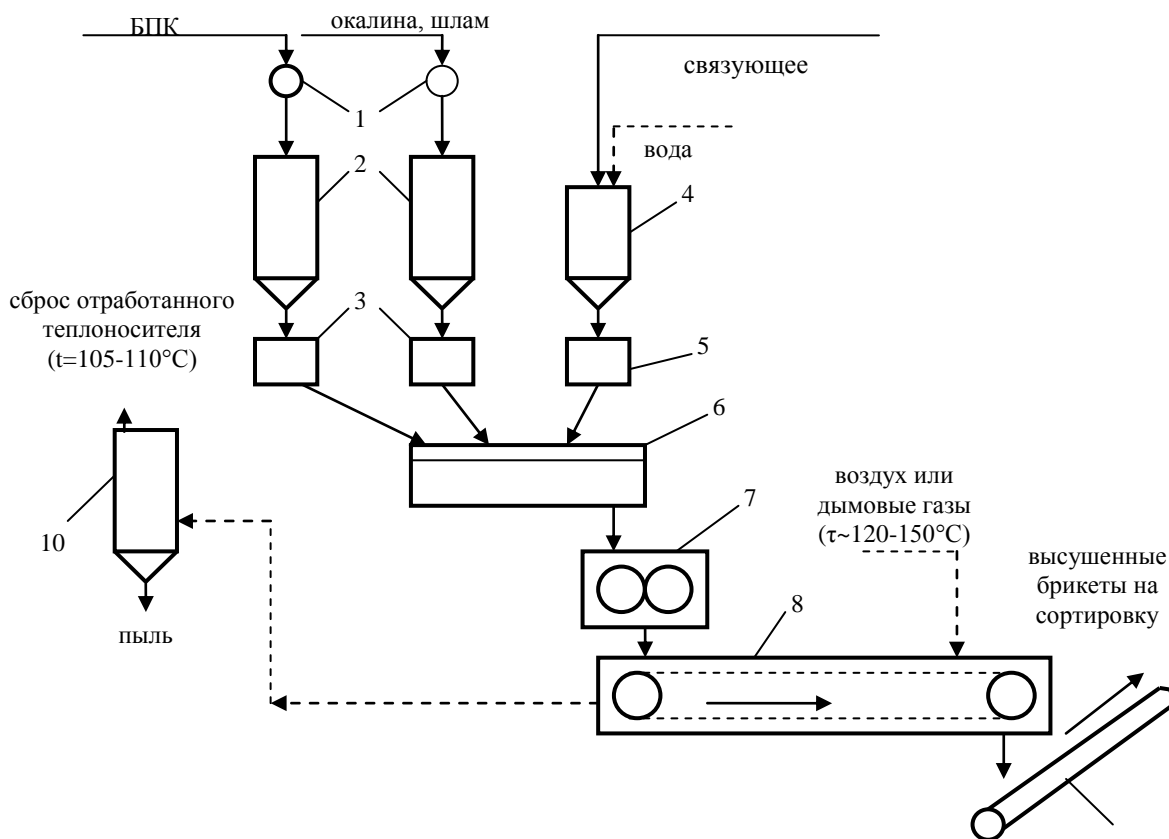 БПК
окалина, шлам
связующее
1
вода
2
4
сброс отработанного
теплоносителя
(t=105-110°C)
3
5
6
воздух или
дымовые газы
(τ~120-150°C)
7
10
высушенные
брикеты на
сортировку
8
пыль